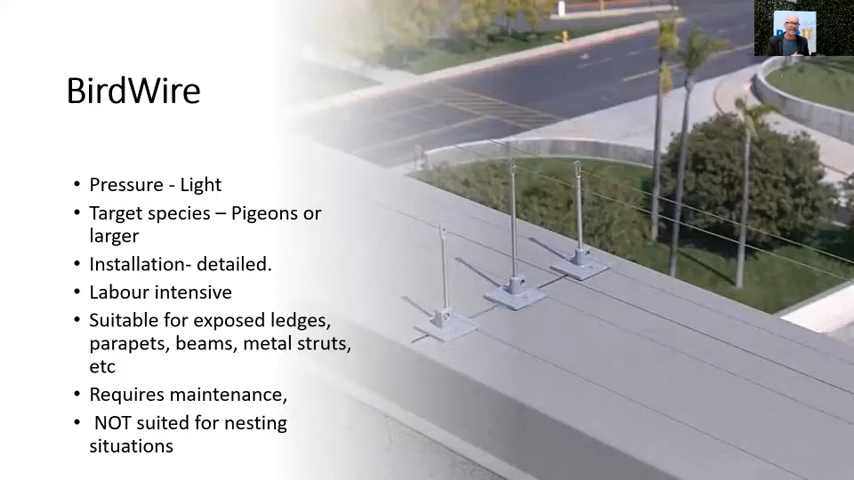 BirdWire
• Pressure - Light
• Target species – Pigeons or
larger
• Installation- detailed.
• Labour intensive
• Suitable for exposed ledges,
parapets, beams, metal struts,
etc
• Requires maintenance,
• NOT suited for nesting
situations